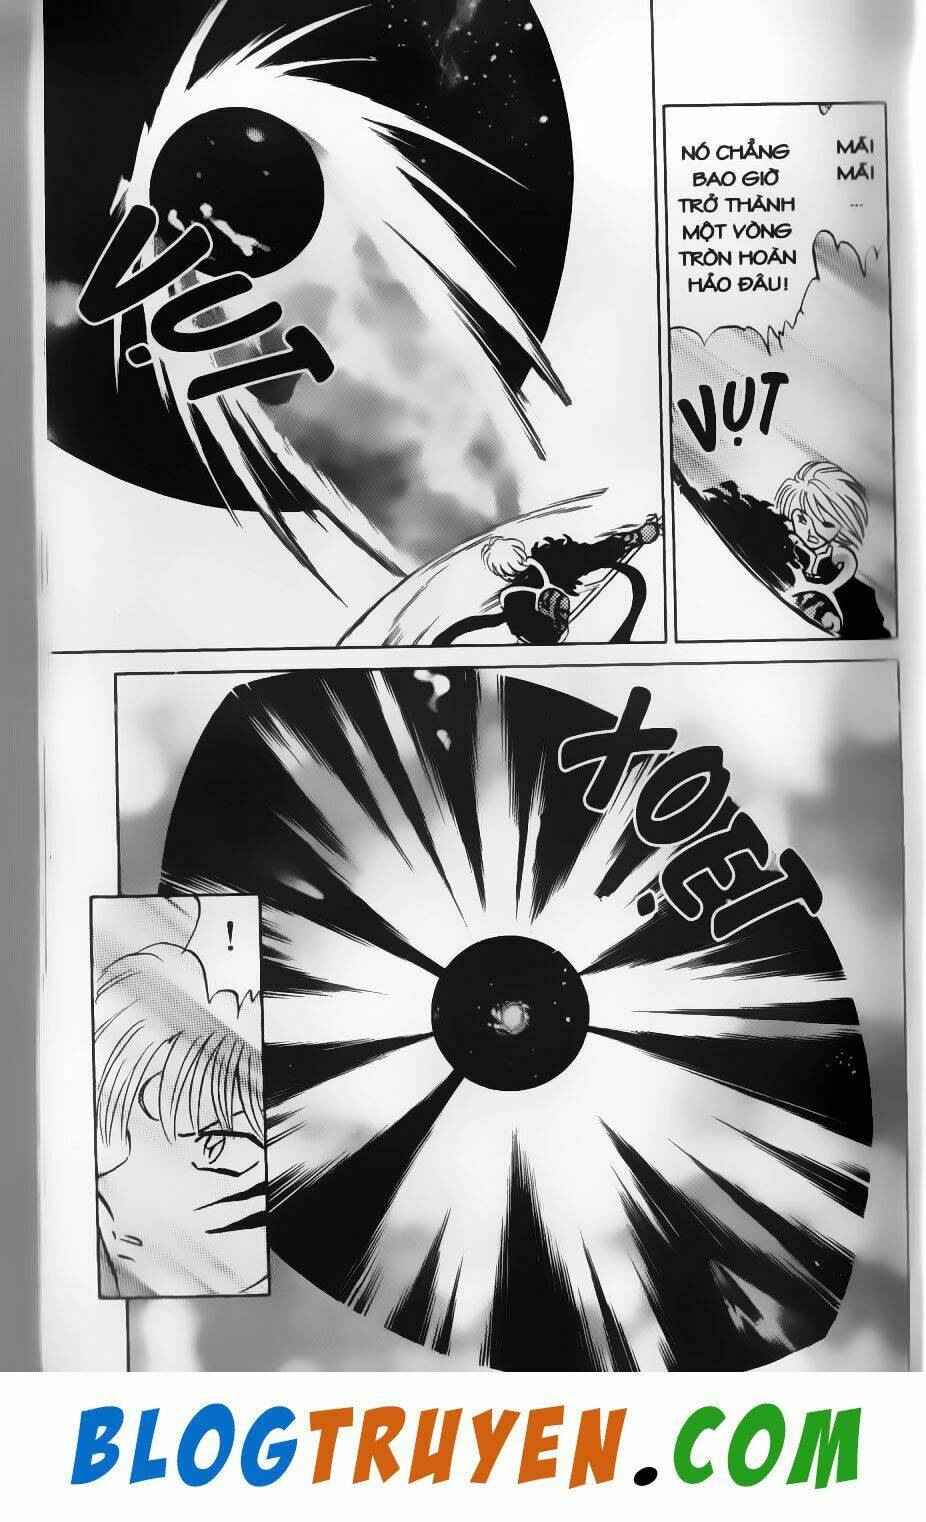 MÃI
MÃI
...
NÓ CHẲNG
BAO GIỜ
TRỞ THÀNH
MỘT VÒNG
TRÒN HOÀN
HẢO ĐÂU!
VỤT
VỤT
XOẸT
!
BLOGTRUYEN.COM